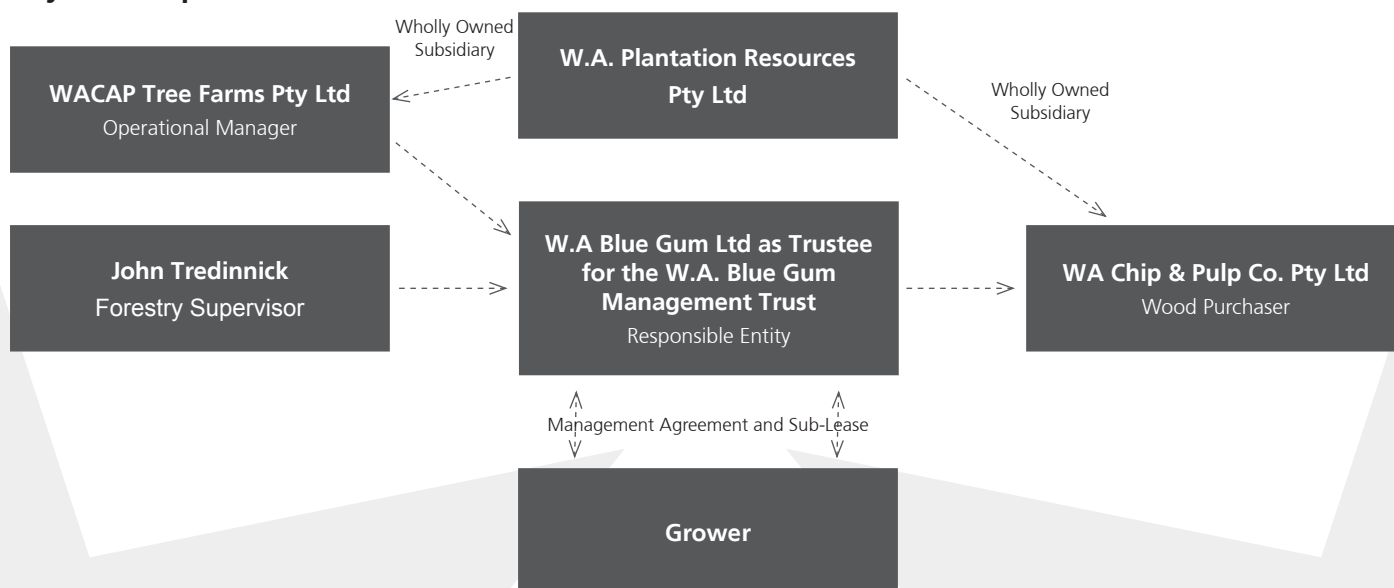 Wholly Owned
Subsidiary
W.A. Plantation Resources
Pty Ltd
WACAP Tree Farms Pty Ltd
Operational Manager
Wholly Owned
Subsidiary
W.A Blue Gum Ltd as Trustee
for the W.A. Blue Gum
Management Trust
Responsible Entity
John Tredinnick
Forestry Supervisor
WA Chip & Pulp Co. Pty Ltd
Wood Purchaser
Management Agreement and Sub-Lease
Grower